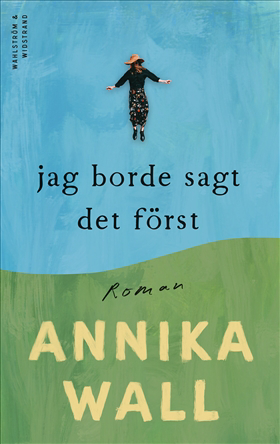 WAHLSTRÖM &
WIDSTRAND
jag borde sagt
det först
Roman
ANNIKA
WALL